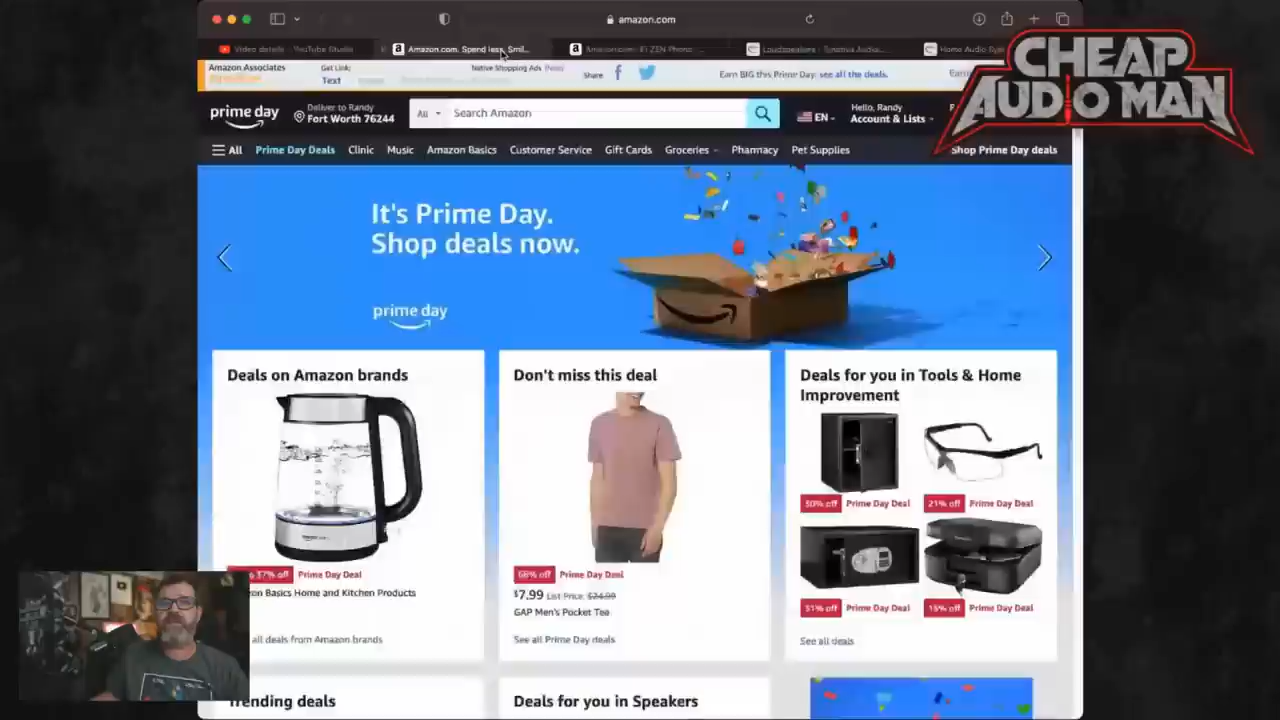 amazon.com
Video details - YouTube Studio
Amazon.com. Spend less. Smil...
Loudspeakers - Emotiva Audio...
CHEAP
AUDIO MAN
Amazon Associates
Get Link:
Text
Native Shopping Ads
Share
Earn BIG this Prime Day: see all the deals.
prime day
Deliver to Randy
Fort Worth 76244
All
Search Amazon
EN
Hello, Randy
Account & Lists
All
Prime Day Deals
Clinic
Music
Amazon Basics
Customer Service
Gift Cards
Groceries
Pharmacy
Pet Supplies
Shop Prime Day deals
It's Prime Day.
Shop deals now.
prime day
Deals on Amazon brands
37% off
Prime Day Deal
on Basics Home and Kitchen Products
all deals from Amazon brands
Don't miss this deal
68% off
Prime Day Deal
$7.99 List Price: $24.99
GAP Men's Pocket Tee
See all Prime Day deals
Deals for you in Tools & Home
Improvement
30% off
Prime Day Deal
21% off
Prime Day Deal
31% off
Prime Day Deal
15% off
Prime Day Deal
See all deals
Trending deals
Deals for you in Speakers